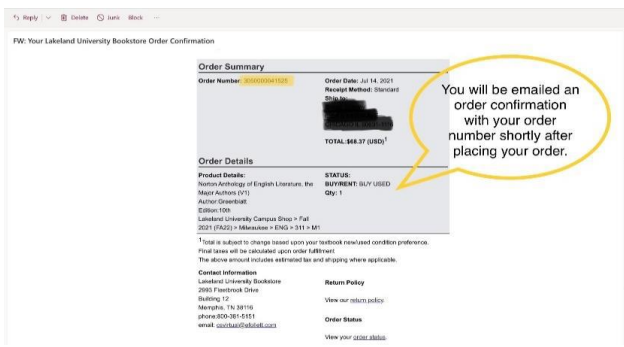 Reply
Delete
Junk
Block
...
FW: Your Lakeland University Bookstore Order Confirmation
Order Summary
Order Number:
Order Date: Jul 14, 2021
Receipt Method: Standard
Ship to:
TOTAL:$68.37 (USD)1
You will be emailed an
order confirmation
with your order
number shortly after
placing your order.
Order Details
Product Details:
Norton Anthology of English Literature, the
Major Authors (V1)
Author:Greenblatt
Edition:10th
Lakeland University Campus Shop > Fall
2021 (FA22) > Milwaukee > ENG > 311 > M1
STATUS:
BUY/RENT: BUY USED
Qty: 1
1Total is subject to change based upon your textbook new/used condition preference.
Final taxes will be calculated upon order fulfillment.
The above amount includes estimated tax and shipping where applicable.
Contact Information
Lakeland University Bookstore
Drive
Building 12
Memphis, TN 38116
phone:800-381-5151
email: csvirtual@efollett.com
Return Policy
View our return policy.
Order Status
View your order status.